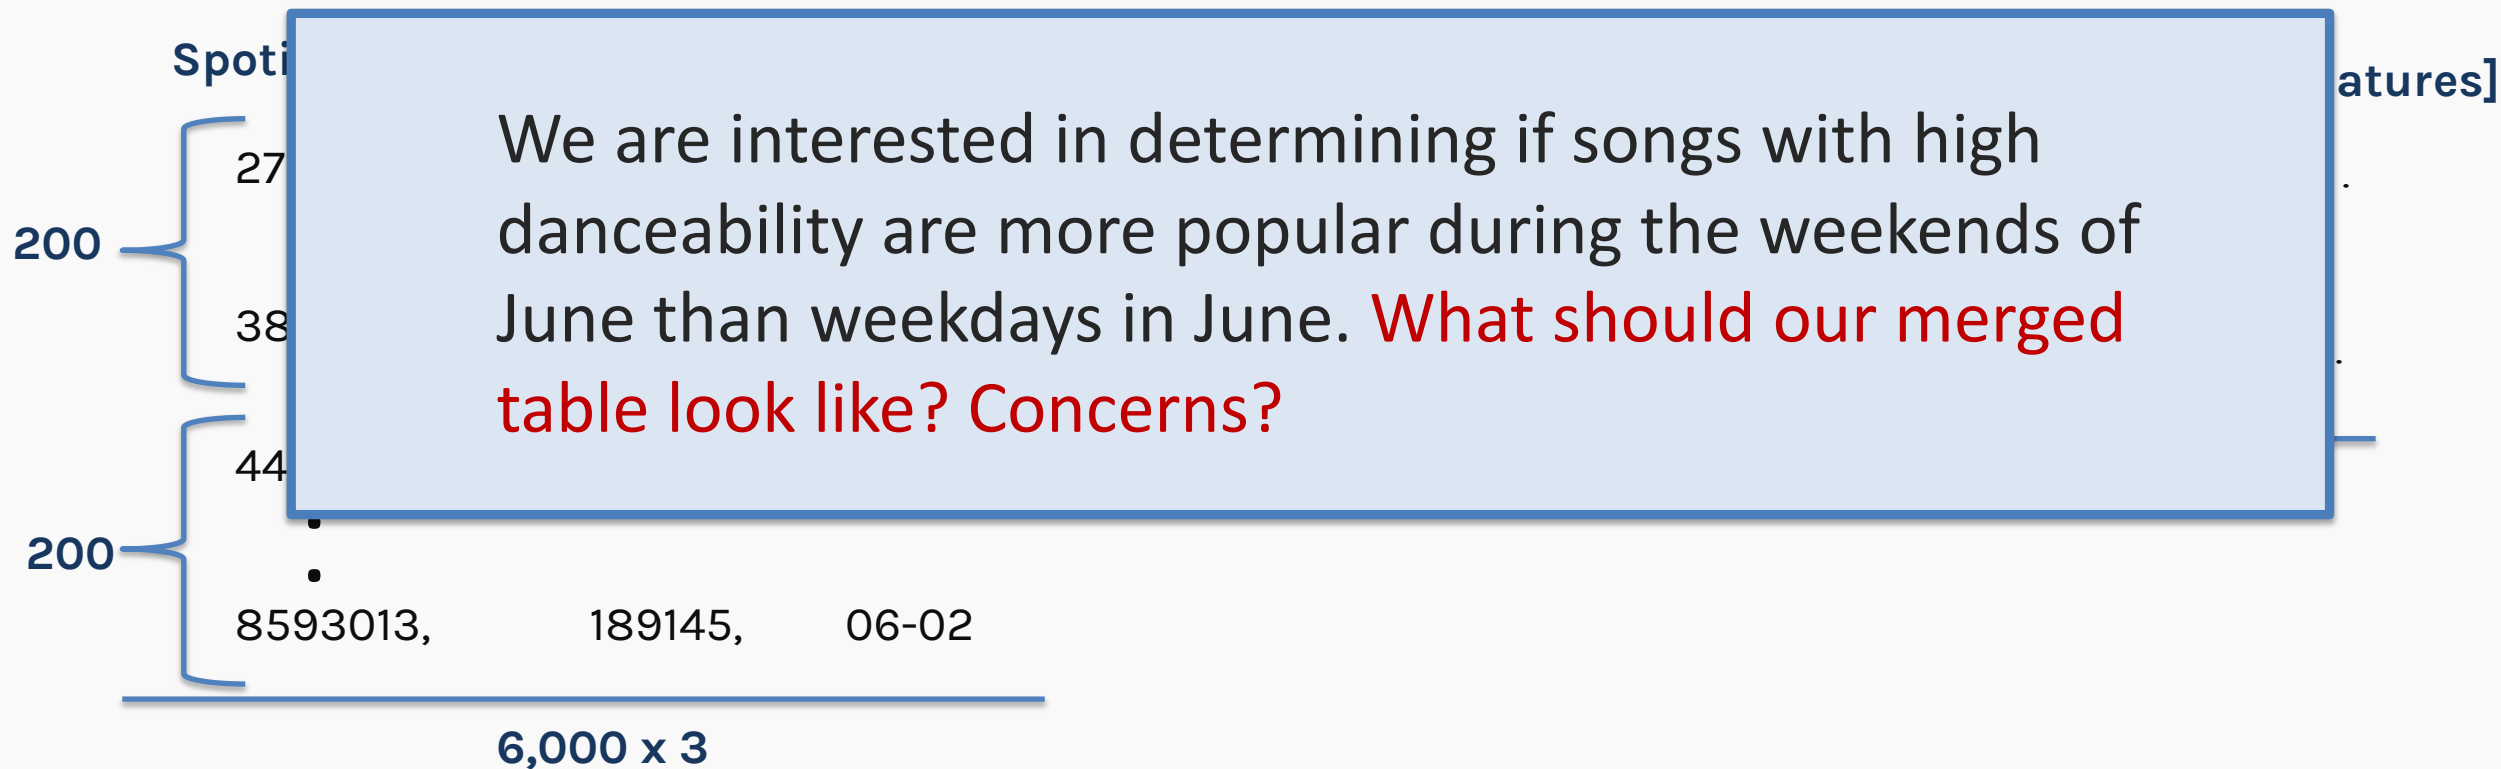 We are interested in determining if songs with high
danceability are more popular during the weekends of
June than weekdays in June. What should our merged
table look like? Concerns?
200
27
38
44
200
8593013, 189145, 06-02
6,000 x 3
atures]